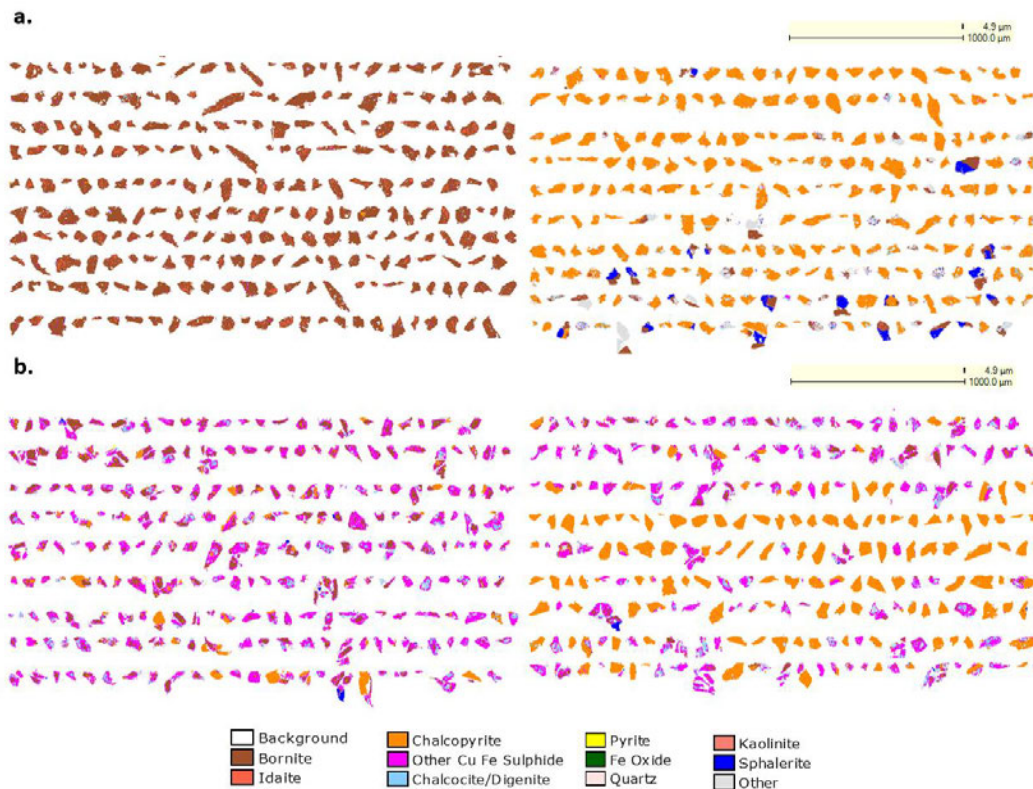 a.
4.9 µm
1000.0 µm
b.
4.9 µm
1000.0 µm
Background
Chalcopyrite
Pyrite
Kaolinite
Bornite
Other Cu Fe Sulphide
Fe Oxide
Sphalerite
Idaite
Chalcocite/Digenite
Quartz
Other